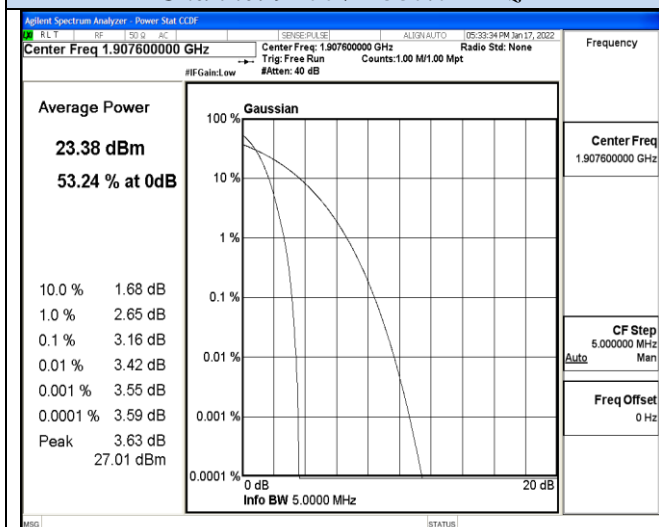 Agilent Spectrum Analyzer - Power Stat CCDF
RLT RF 50 Ω AC SENSE:PULSE ALIGN AUTO 05:33:34 PM Jan 17, 2022
Center Freq 1.907600000 GHz
Center Freq: 1.907600000 GHz Radio Std: None
Trig: Free Run Counts:1.00 M/1.00 Mpt
#IFGain:Low #Atten: 40 dB
Frequency
Average Power
23.38 dBm
53.24 % at 0dB
10.0 % 1.68 dB
1.0 % 2.65 dB
0.1 % 3.16 dB
0.01 % 3.42 dB
0.001 % 3.55 dB
0.0001 % 3.59 dB
Peak 3.63 dB
27.01 dBm
Gaussian
100 %
10 %
1 %
0.1 %
0.01 %
0.001 %
0.0001 %
0 dB 20 dB
Info BW 5.0000 MHz
Center Freq
1.907600000 GHz
CF Step
5.000000 MHz
Auto Man
Freq Offset
0 Hz
MSG STATUS